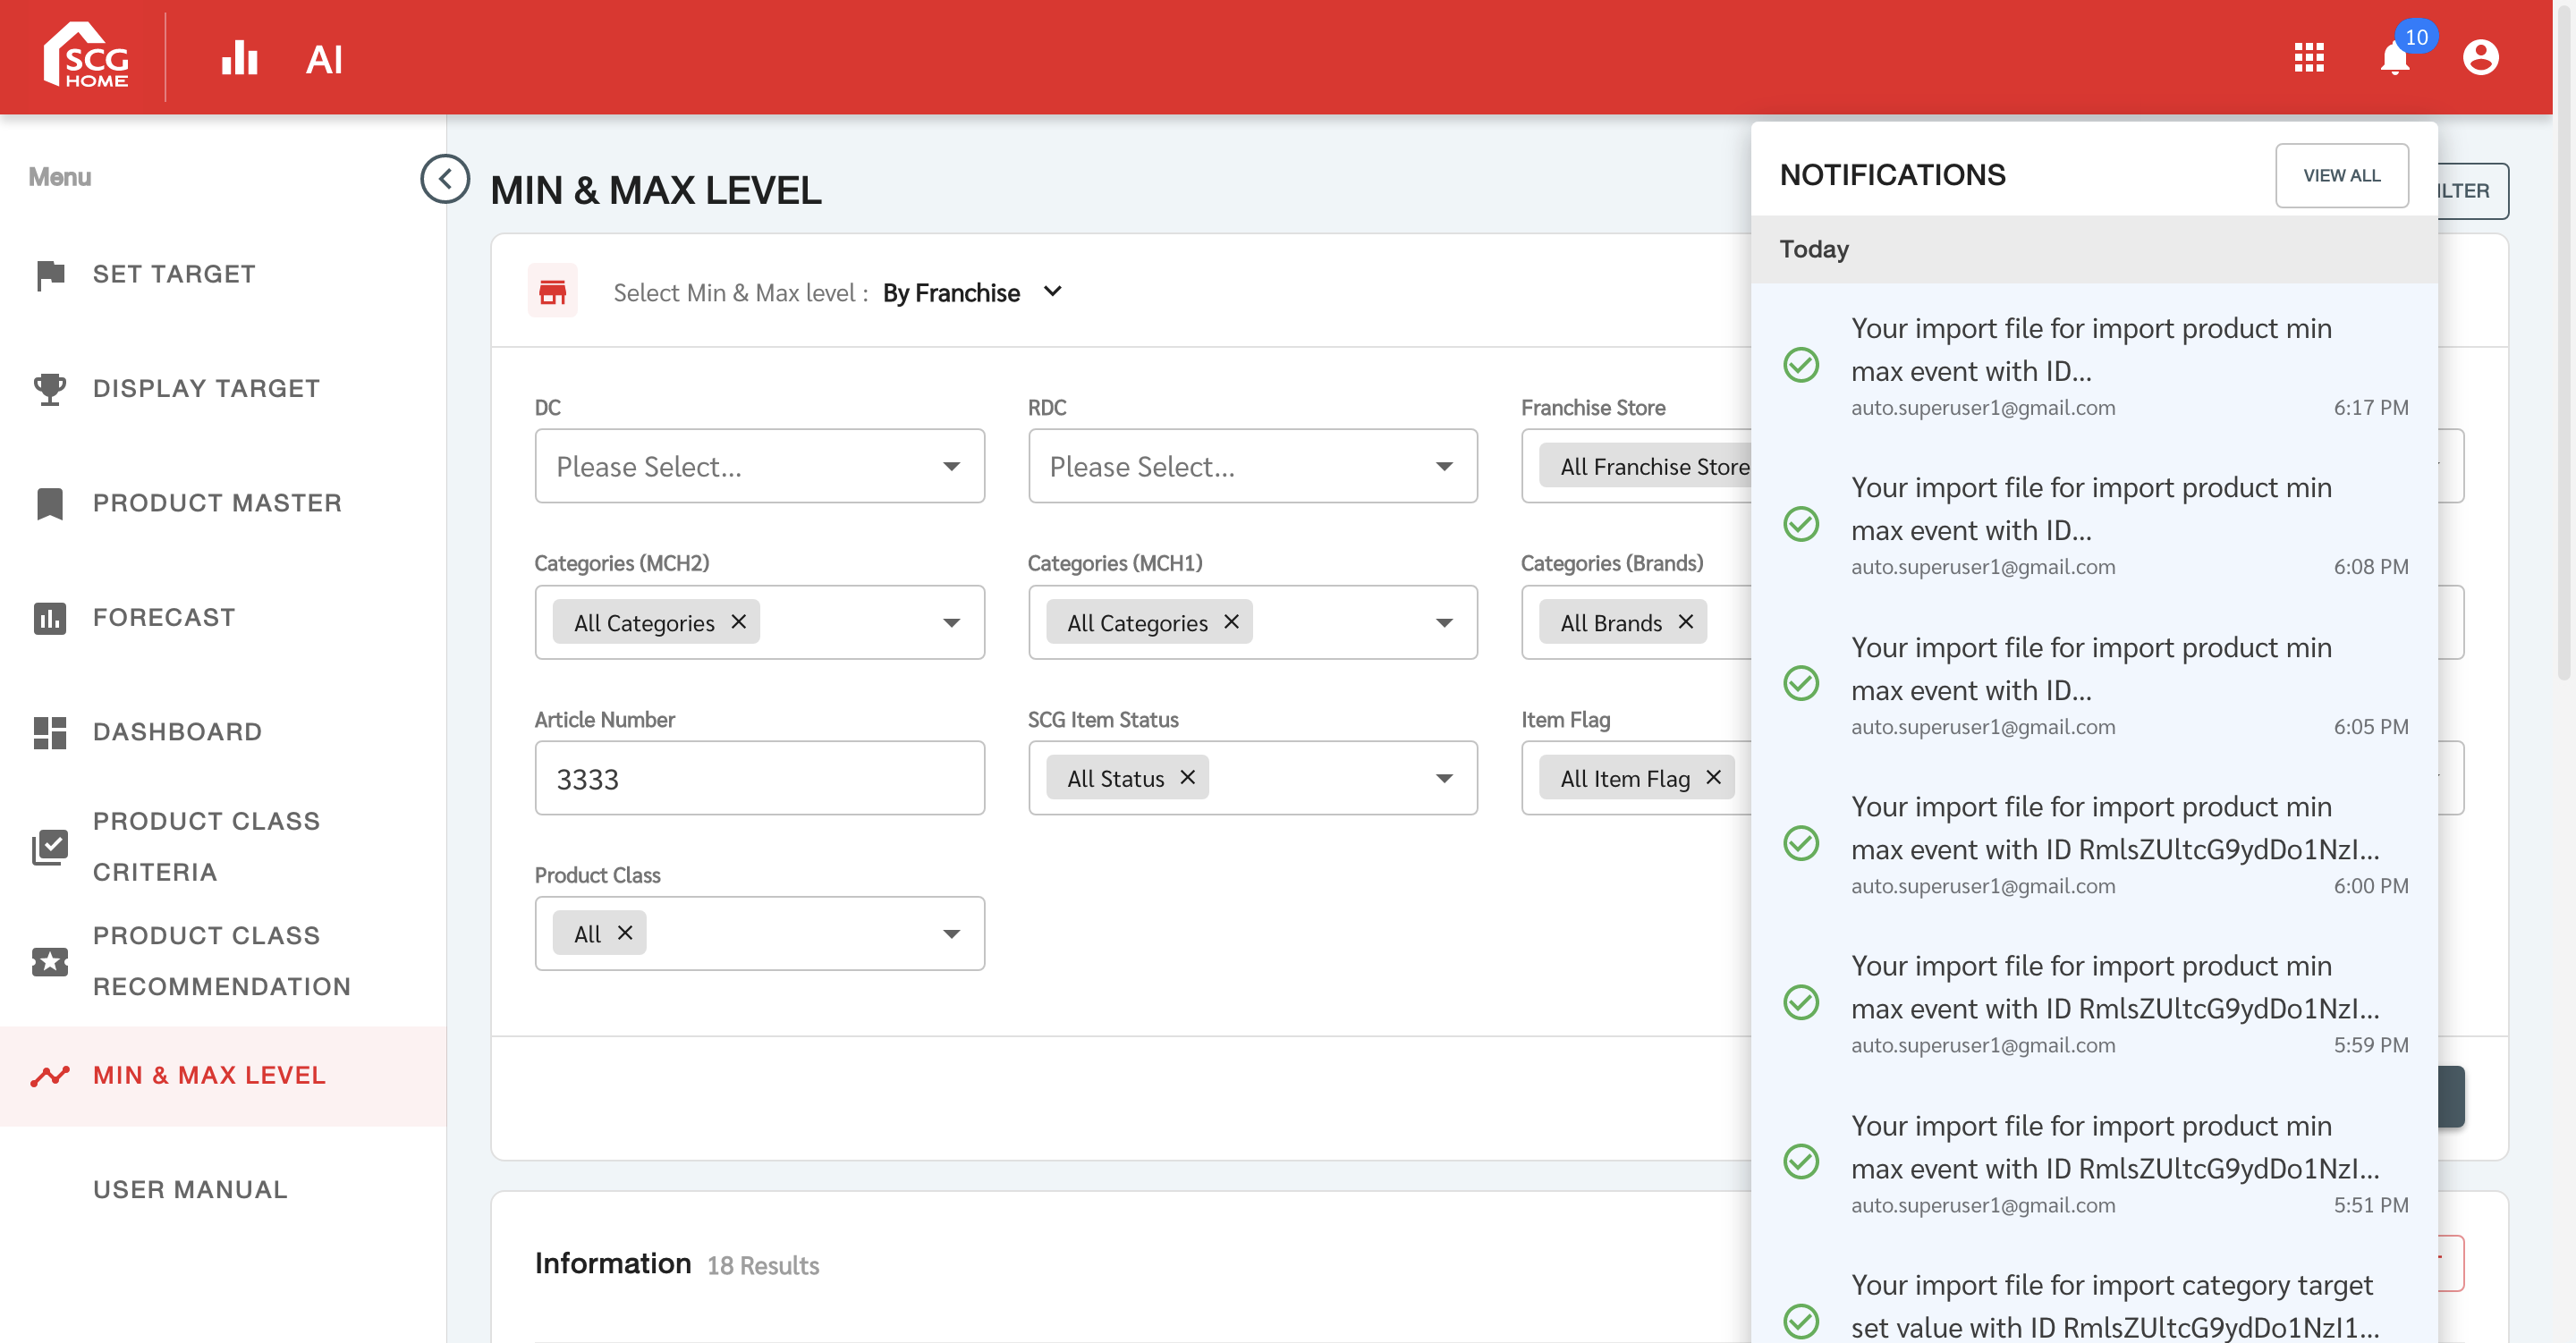 SCG
HOME
AI
10
Menu
SET TARGET
DISPLAY TARGET
PRODUCT MASTER
FORECAST
DASHBOARD
PRODUCT CLASS
CRITERIA
PRODUCT CLASS
RECOMMENDATION
MIN & MAX LEVEL
USER MANUAL
MIN & MAX LEVEL
Select Min & Max level : By Franchise
DC
RDC
Franchise Store
Please Select...
Please Select...
All Franchise Store
Categories (MCH2)
Categories (MCH1)
Categories (Brands)
All Categories
All Categories
All Brands
Article Number
SCG Item Status
Item Flag
3333
All Status
All Item Flag
Product Class
All
Information 18 Results
NOTIFICATIONS
VIEW ALL
LTER
Today
Your import file for import product min
max event with ID...
auto.superuser1@gmail.com 6:17 PM
Your import file for import product min
max event with ID...
auto.superuser1@gmail.com 6:08 PM
Your import file for import product min
max event with ID...
auto.superuser1@gmail.com 6:05 PM
Your import file for import product min
max event with ID RmlsZUltcG9ydDo1NzI...
auto.superuser1@gmail.com 6:00 PM
Your import file for import product min
max event with ID RmlsZUltcG9ydDo1NzI...
auto.superuser1@gmail.com 5:59 PM
Your import file for import product min
max event with ID RmlsZUltcG9ydDo1NzI...
auto.superuser1@gmail.com 5:51 PM
Your import file for import category target
set value with ID RmlsZUltcG9ydDo1NzI1...